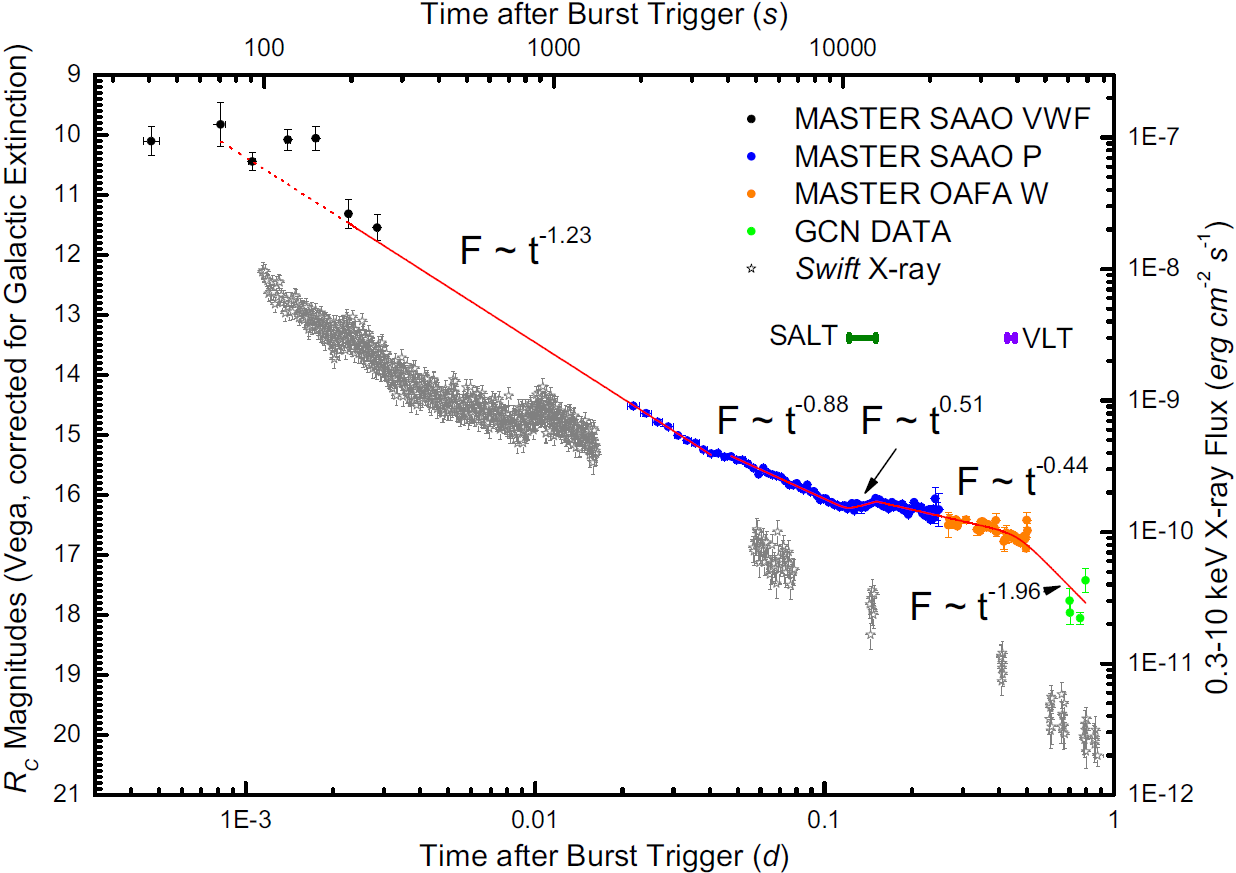 Time after Burst Trigger (s)
100 1000 10000
9
10
11
12
13
14
15
16
17
18
19
20
21
R_C Magnitudes (Vega, corrected for Galactic Extinction)
MASTER SAAO VWF
MASTER SAAO P
MASTER OAFA W
GCN DATA
Swift X-ray
SALT
VLT
F ~ t^-1.23
F ~ t^-0.88
F ~ t^0.51
F ~ t^-0.44
F ~ t^-1.96
1E-7
1E-8
1E-9
1E-10
1E-11
1E-12
0.3-10 keV X-ray Flux (erg cm^-2 s^-1)
1E-3 0.01 0.1 1
Time after Burst Trigger (d)